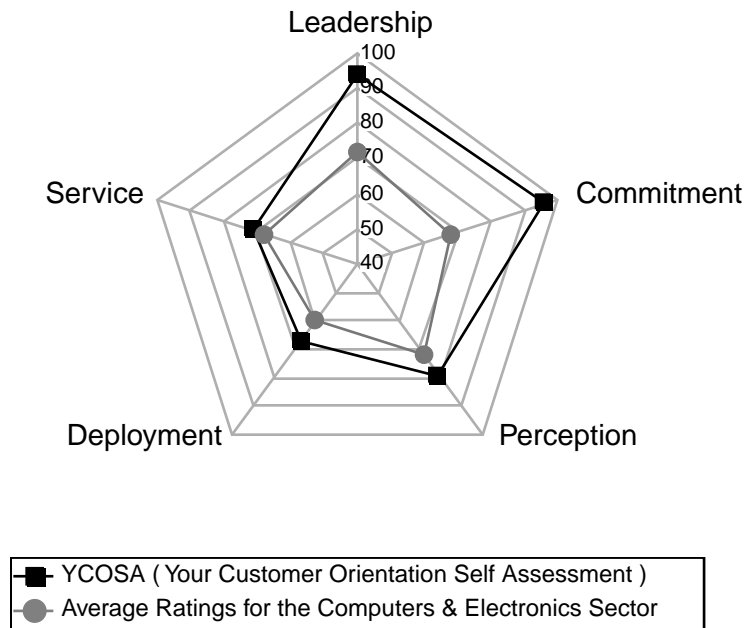 Leadership
100
90
80
70
60
50
40
Service
Commitment
Deployment
Perception
YCOSA ( Your Customer Orientation Self Assessment )
Average Ratings for the Computers & Electronics Sector